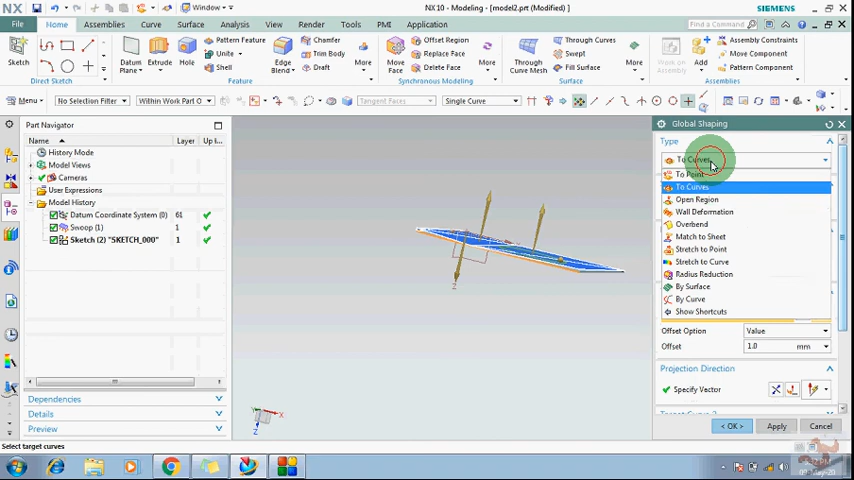 NX
Window
NX 10 - Modeling - [model2.prt (Modified) ]
SIEMENS
File
Home
Assemblies
Curve
Surface
Analysis
View
Render
Tools
PMI
Application
Find a Command
Sketch
Direct Sketch
Datum Plane
Extrude
Hole
Pattern Feature
Unite
Shell
Edge Blend
Chamfer
Trim Body
Draft
Feature
Move Face
Offset Region
Replace Face
Delete Face
Synchronous Modeling
Through Curve Mesh
Through Curves
Swept
Fill Surface
Surface
Work on Assembly
Add
Assembly Constraints
Move Component
Pattern Component
Assemblies
Menu
No Selection Filter
Within Work Part O
Tangent Faces
Single Curve
Part Navigator
Name
Layer
Up t
History Mode
Model Views
Cameras
User Expressions
Model History
Datum Coordinate System (0) 61
Swoop (1) 1
Sketch (2) "SKETCH_000" 1
Dependencies
Details
Preview
Z
X
Z
Global Shaping
Type
To Curves
To Point
To Curves
Open Region
Wall Deformation
Overbend
Match to Sheet
Stretch to Point
Stretch to Curve
Radius Reduction
By Surface
By Curve
Show Shortcuts
Offset Option Value
Offset 1.0 mm
Projection Direction
Specify Vector
< OK >
Apply
Cancel
Select target curves